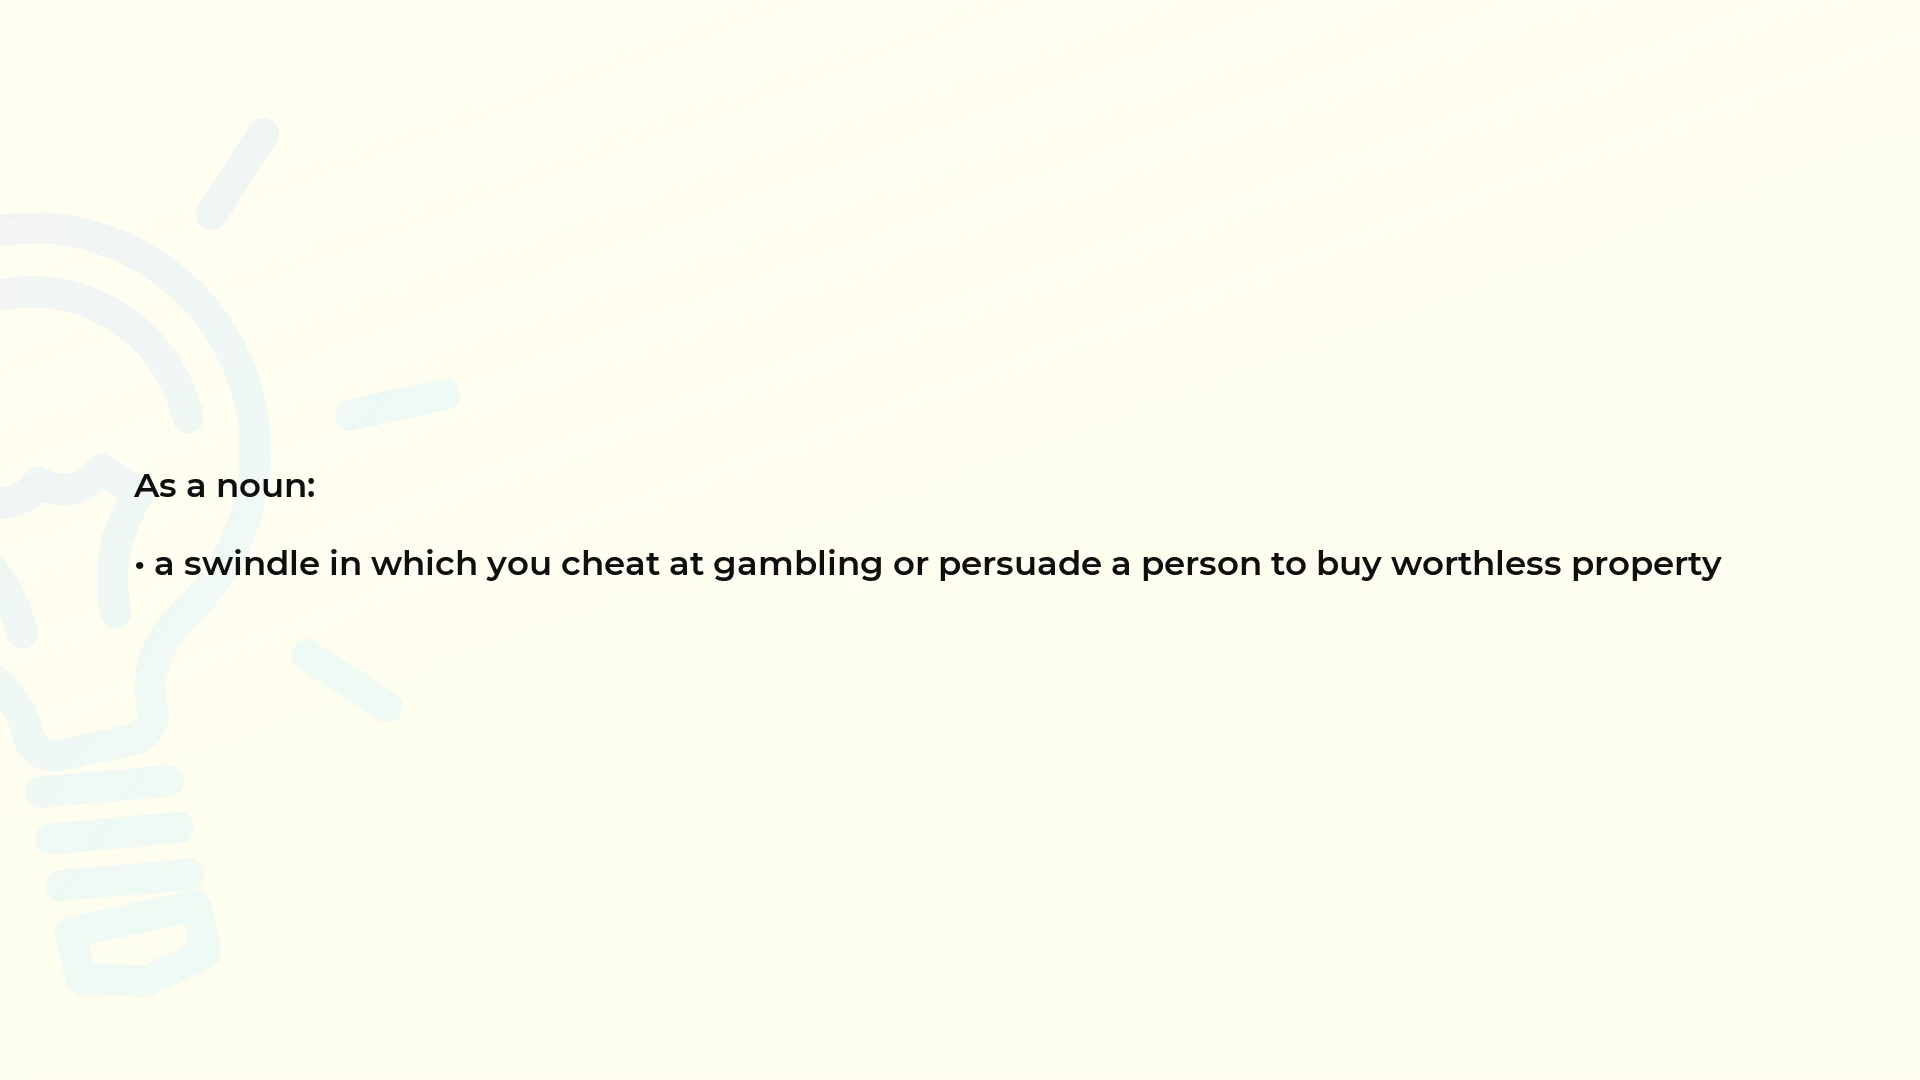 As a noun:
• a swindle in which you cheat at gambling or persuade a person to buy worthless property